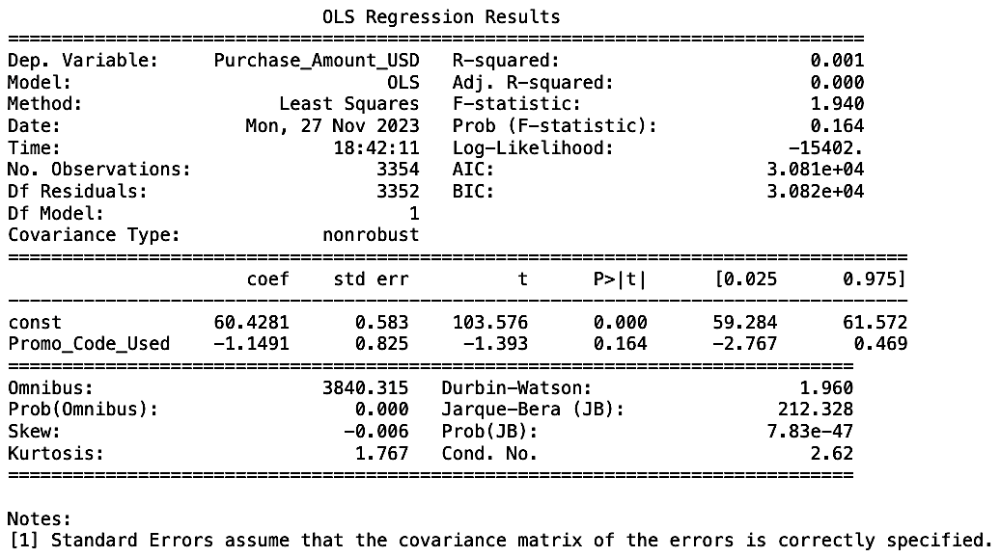 OLS Regression Results
==============================================================================
Dep. Variable:     Purchase_Amount_USD   R-squared:                       0.001
Model:                             OLS   Adj. R-squared:                  0.000
Method:                  Least Squares   F-statistic:                     1.940
Date:                 Mon, 27 Nov 2023   Prob (F-statistic):              0.164
Time:                         18:42:11   Log-Likelihood:                -15402.
No. Observations:                 3354   AIC:                         3.081e+04
Df Residuals:                     3352   BIC:                         3.082e+04
Df Model:                            1
Covariance Type:             nonrobust
===================================================================================
                      coef    std err          t      P>|t|      [0.025      0.975]
-----------------------------------------------------------------------------------
const              60.4281      0.583    103.576      0.000      59.284      61.572
Promo_Code_Used    -1.1491      0.825     -1.393      0.164      -2.767       0.469
==============================================================================
Omnibus:                     3840.315   Durbin-Watson:                   1.960
Prob(Omnibus):                  0.000   Jarque-Bera (JB):              212.328
Skew:                          -0.006   Prob(JB):                     7.83e-47
Kurtosis:                       1.767   Cond. No.                         2.62
==============================================================================
Notes:
[1] Standard Errors assume that the covariance matrix of the errors is correctly specified.